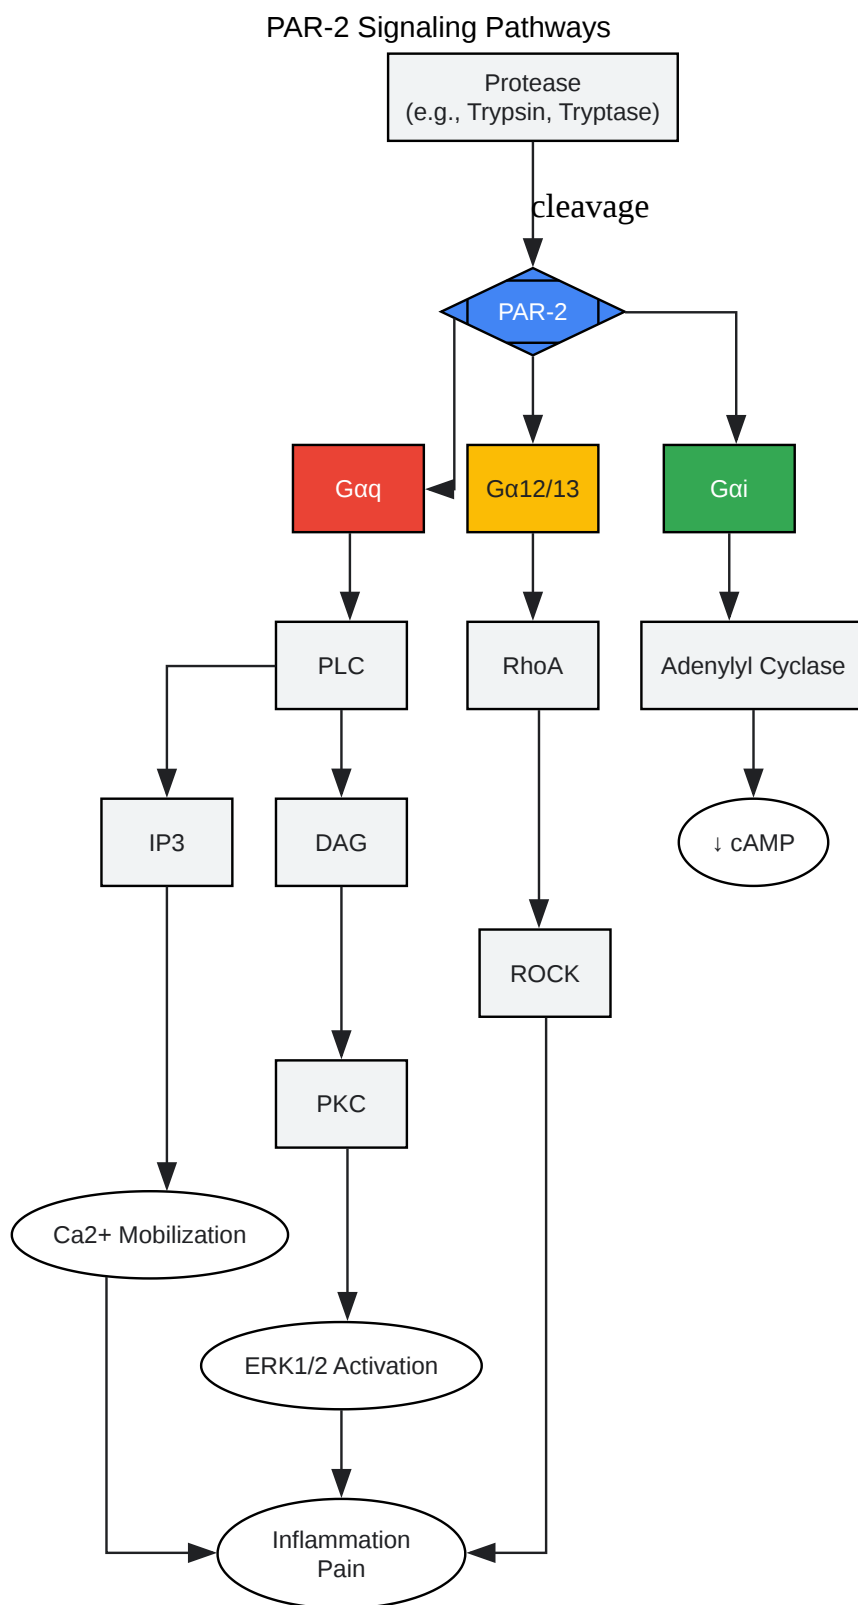 PAR-2 Signaling Pathways
Protease
(e.g., Trypsin, Tryptase)
cleavage
PAR-2
Gαq
Gα12/13
Gαi
PLC
RhoA
Adenylyl Cyclase
IP3
DAG
↓ cAMP
ROCK
PKC
Ca2+ Mobilization
ERK1/2 Activation
Inflammation
Pain